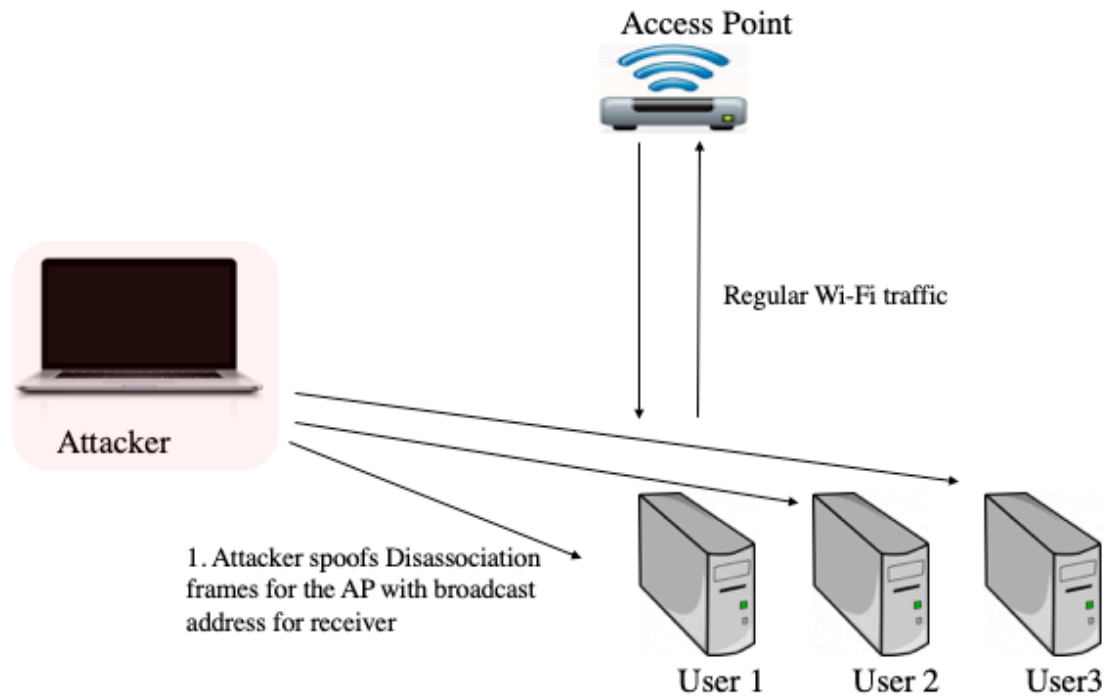 Access Point
Regular Wi-Fi traffic
Attacker
1. Attacker spoofs Disassociation
frames for the AP with broadcast
address for receiver
User 1
User 2
User3